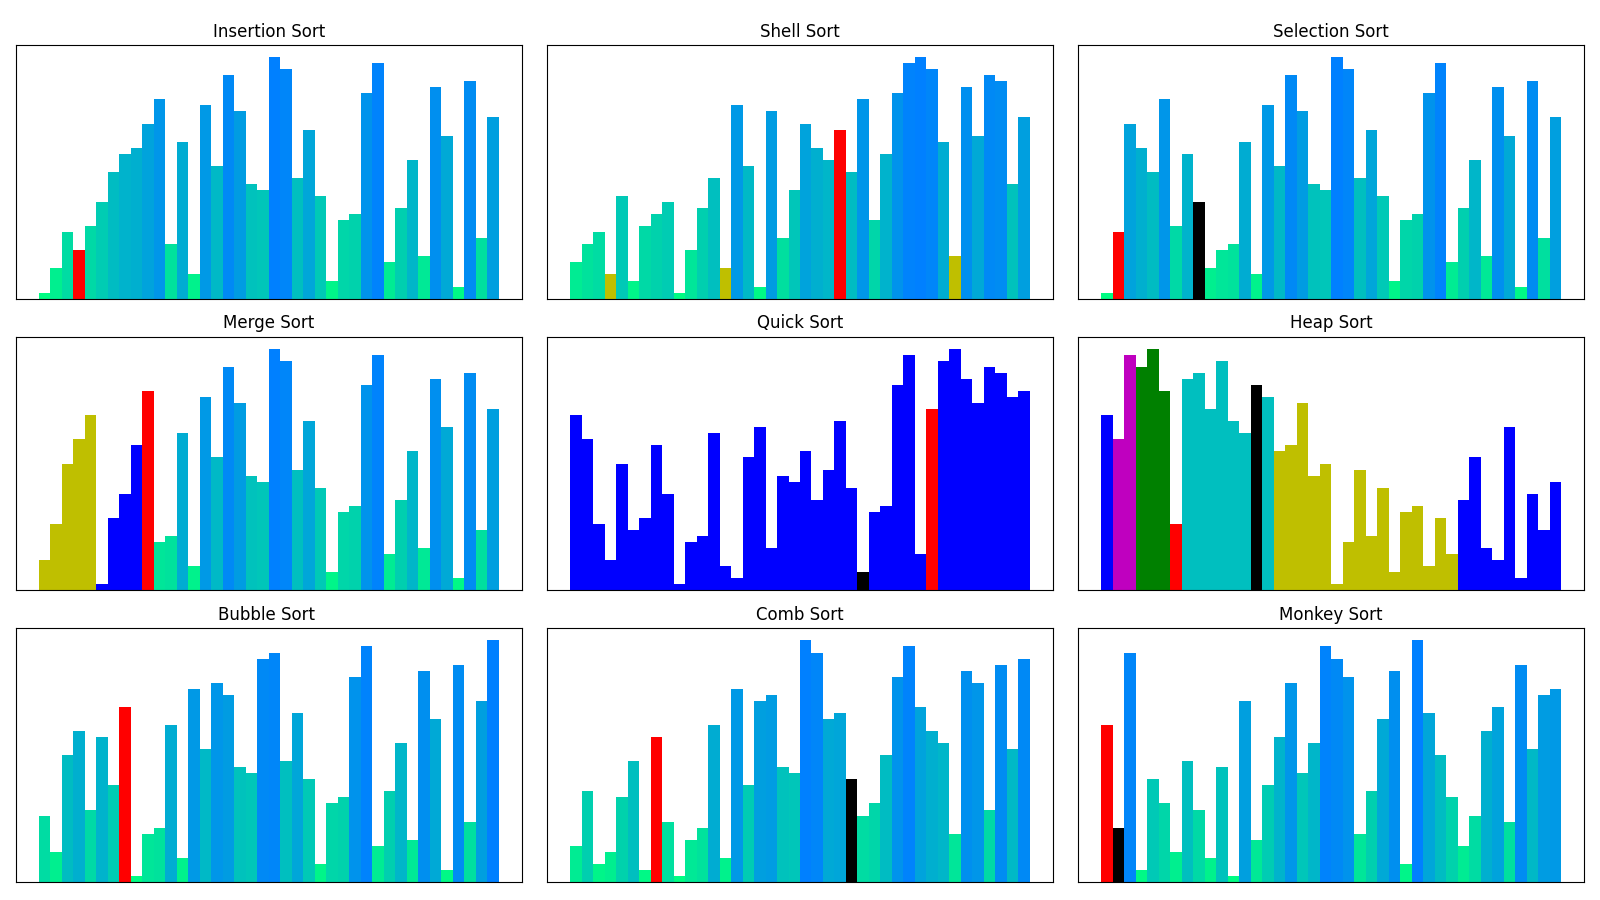 Insertion Sort
Shell Sort
Selection Sort
Merge Sort
Quick Sort
Heap Sort
Bubble Sort
Comb Sort
Monkey Sort